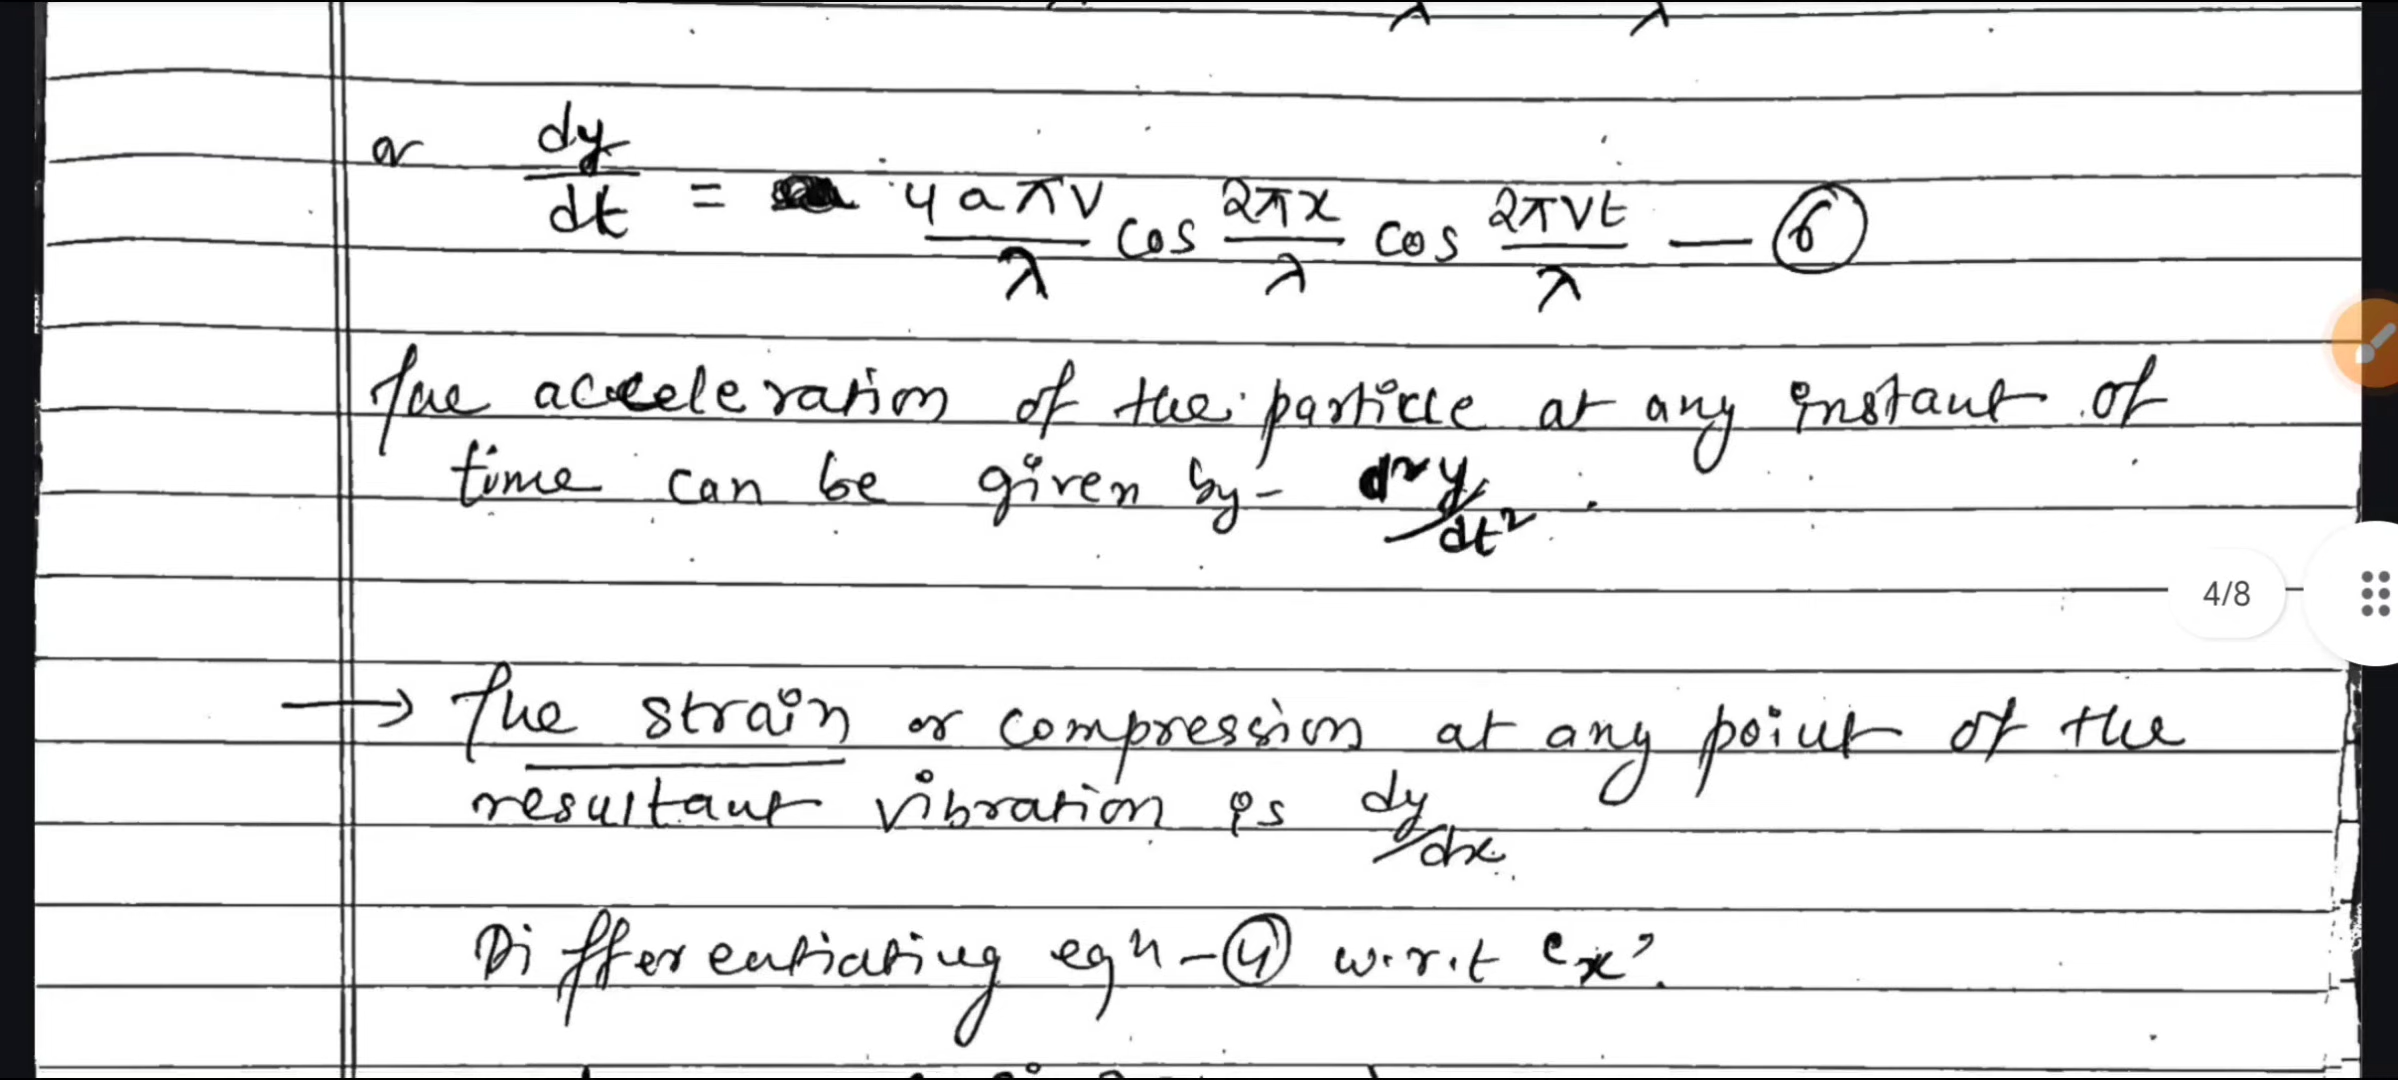 or dy/dt = 4aπv/λ cos 2πx/λ cos 2πvt/λ — ⑥
The acceleration of the particle at any instant of
time can be given by - d²y/dt².
4/8
→ The strain or compression at any point of the
resultant vibration is dy/dx.
Differentiating eqn - ④ w.r.t 'x'.